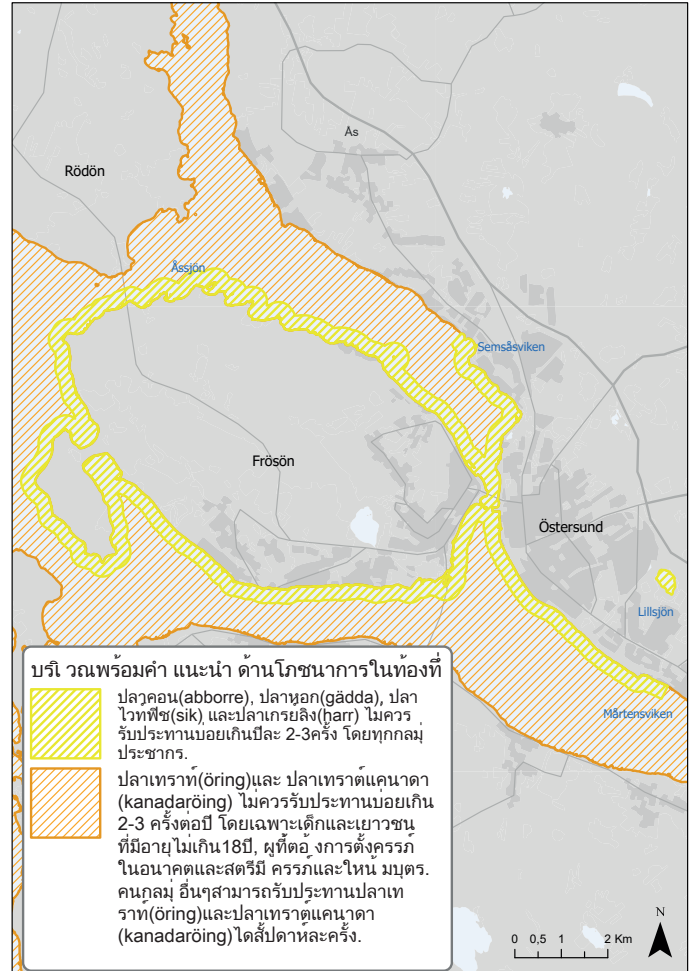 Ås
Rödön
Åssjön
Semsåsviken
Frösön
Östersund
Lillsjön
Mårtensviken
บริเวณพร้อมคำ แนะนำ ด้านโภชนาการในท้องที่
ปลาคอน(abborre), ปลาหอก(gädda), ปลา
ไวทฟิช(sik) และปลาเกรยลิง(harr) ไม่ควร
รับประทานบอยเกินปีละ 2-3ครั้ง โดยทุกกลมุ่
ประชากร.
ปลาเทราท์(öring)และ ปลาเทราต์แคนาดา
(kanadaröing) ไม่ควรรับประทานบ่อยเกิน
2-3 ครั้งต่อปี โดยเฉพาะเด็กและเยาวชน
ที่มีอายุไม่เกิน18ปี, ผูที่ตอ้ งการตั้งครรภ์
ในอนาคตและสตรีมี ครรภ์และใหน้ มบุตร.
คนกลมุ่ อื่นๆสามารถรับประทานปลาเท
ราท์(öring)และปลาเทราต์แคนาดา
(kanadaröing)ไดสั้ปดาห์ละครั้ง.
N
0 0,5 1 2 Km